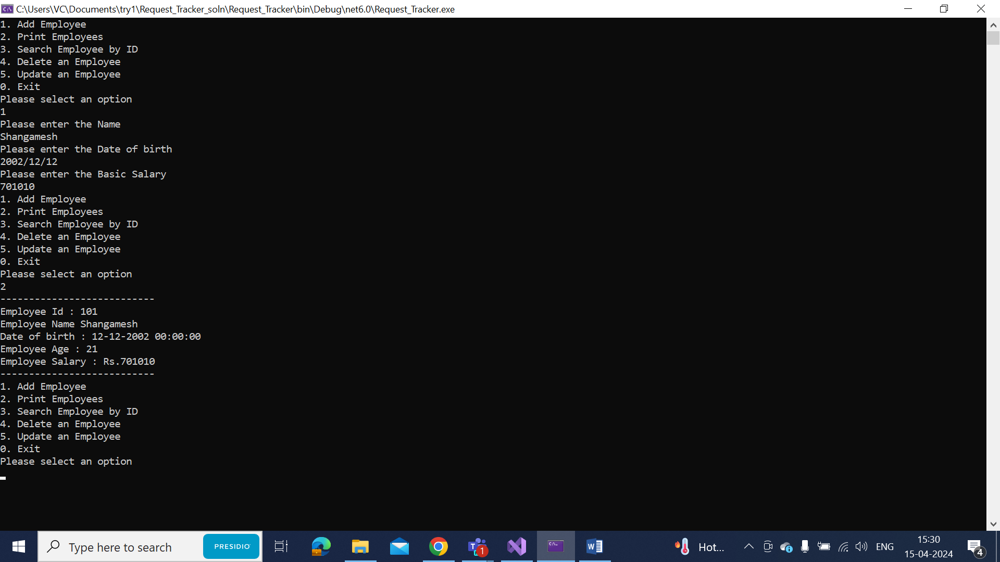 C:\Users\VC\Documents\try1\Request_Tracker_soln\Request_Tracker\bin\Debug\net6.0\Request_Tracker.exe
1. Add Employee
2. Print Employees
3. Search Employee by ID
4. Delete an Employee
5. Update an Employee
0. Exit
Please select an option
1
Please enter the Name
Shangamesh
Please enter the Date of birth
2002/12/12
Please enter the Basic Salary
701010
1. Add Employee
2. Print Employees
3. Search Employee by ID
4. Delete an Employee
5. Update an Employee
0. Exit
Please select an option
2
---------------------------
Employee Id : 101
Employee Name Shangamesh
Date of birth : 12-12-2002 00:00:00
Employee Age : 21
Employee Salary : Rs.701010
---------------------------
1. Add Employee
2. Print Employees
3. Search Employee by ID
4. Delete an Employee
5. Update an Employee
0. Exit
Please select an option
Type here to search
PRESIDIO
1
Hot...
ENG
15:30
15-04-2024
4